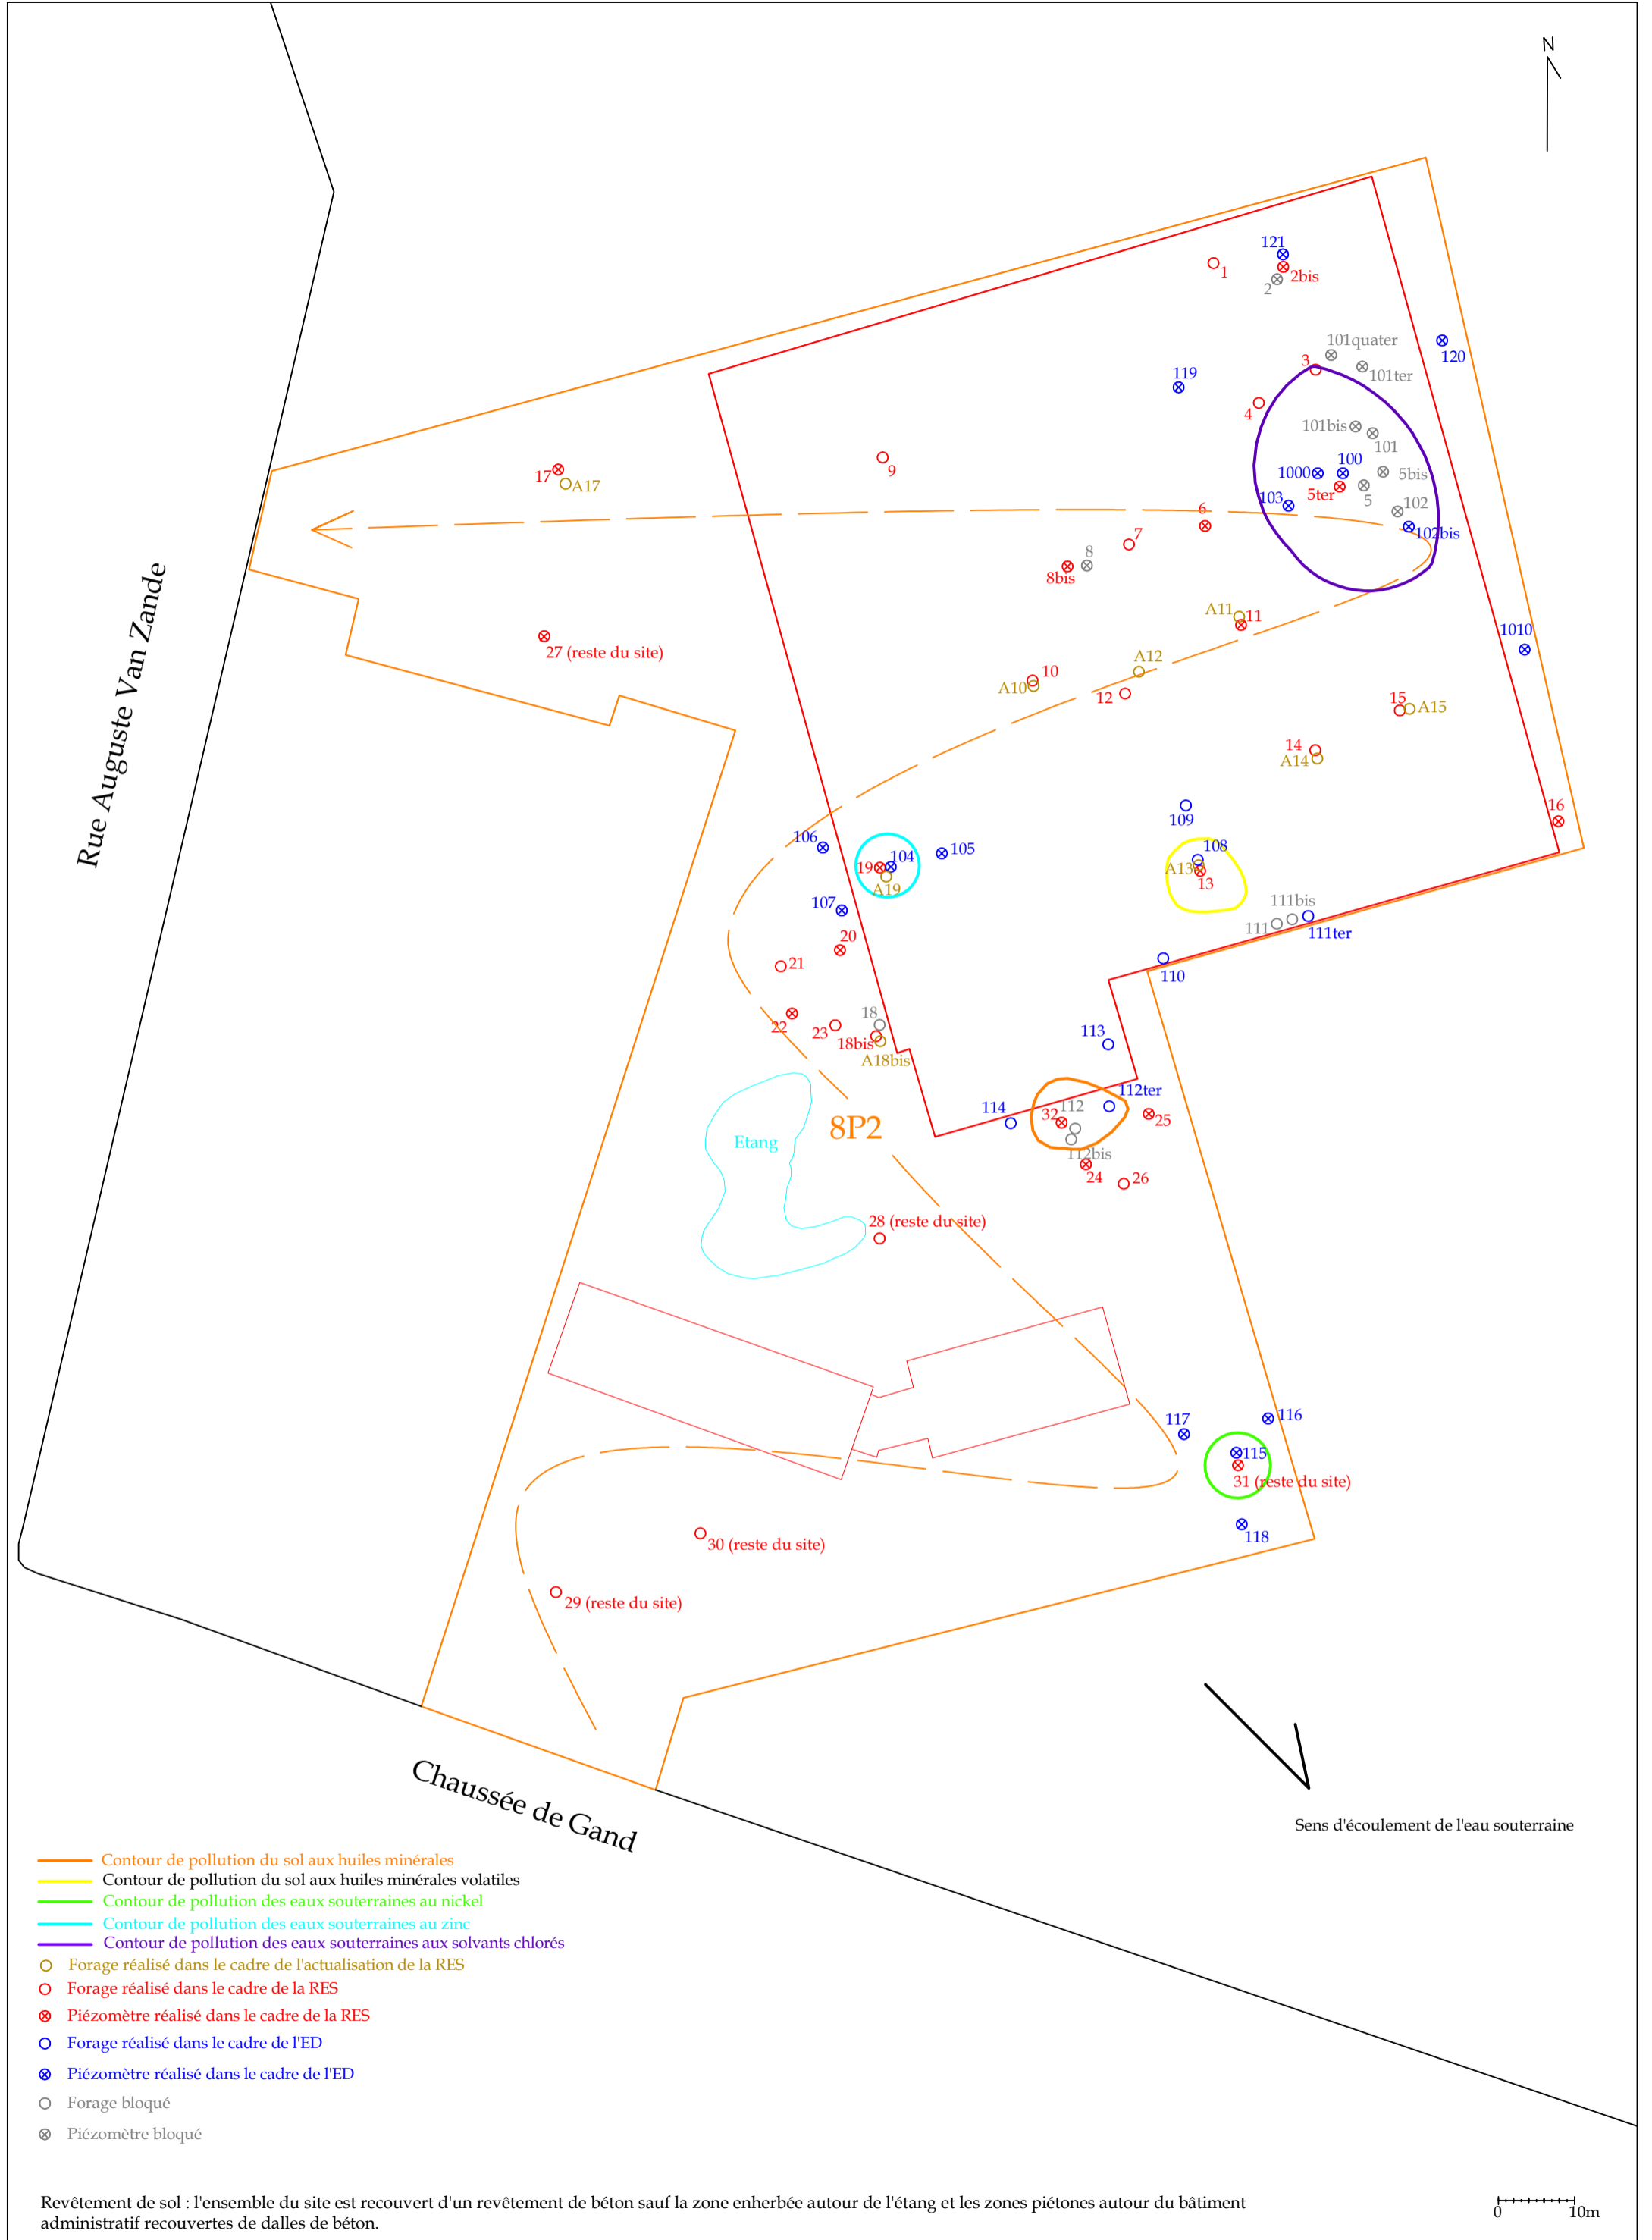 N
121
1
2bis
2
101quater
120
3
101ter
119
4
101bis
101
9
17
A17
1000
100
5bis
5ter
5
103
102
6
102bis
7
8
8bis
A11
11
27 (reste du site)
1010
A12
10
A10
12
15
A15
14
A14
Rue Auguste Van Zande
16
109
106
108
104
105
19
A13
A19
13
107
111bis
111
111ter
20
21
110
18
22
23
113
18bis
A18bis
112ter
114
112
32
25
8P2
Etang
112bis
24
26
28 (reste du site)
117
116
115
31 (reste du site)
118
30 (reste du site)
29 (reste du site)
Chaussée de Gand
Sens d'écoulement de l'eau souterraine
Contour de pollution du sol aux huiles minérales
Contour de pollution du sol aux huiles minérales volatiles
Contour de pollution des eaux souterraines au nickel
Contour de pollution des eaux souterraines au zinc
Contour de pollution des eaux souterraines aux solvants chlorés
Forage réalisé dans le cadre de l'actualisation de la RES
Forage réalisé dans le cadre de la RES
Piézomètre réalisé dans le cadre de la RES
Forage réalisé dans le cadre de l'ED
Piézomètre réalisé dans le cadre de l'ED
Forage bloqué
Piézomètre bloqué
Revêtement de sol : l'ensemble du site est recouvert d'un revêtement de béton sauf la zone enherbée autour de l'étang et les zones piétones autour du bâtiment
administratif recouvertes de dalles de béton.
0 10m